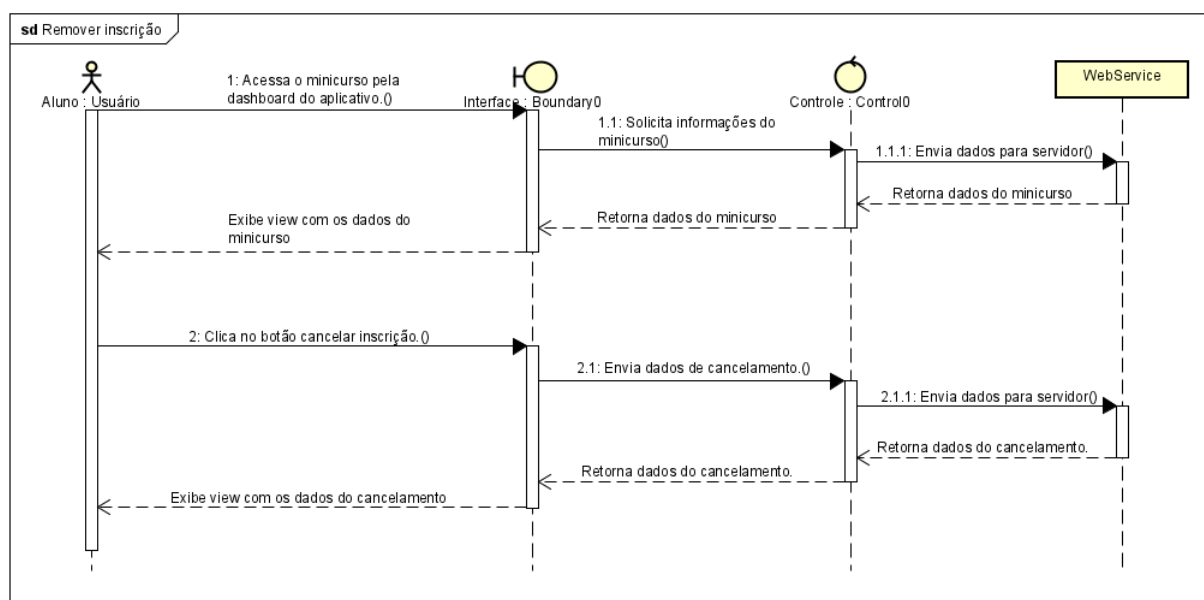 sd Remover inscrição
Aluno : Usuário
Interface : Boundary0
Controle : Control0
WebService
1: Acessa o minicurso pela
dashboard do aplicativo.()
1.1: Solicita informações do
minicurso()
1.1.1: Envia dados para servidor()
Retorna dados do minicurso
Retorna dados do minicurso
Exibe view com os dados do
minicurso
2: Clica no botão cancelar inscrição.()
2.1: Envia dados de cancelamento.()
2.1.1: Envia dados para servidor()
Retorna dados do cancelamento.
Retorna dados do cancelamento.
Exibe view com os dados do cancelamento